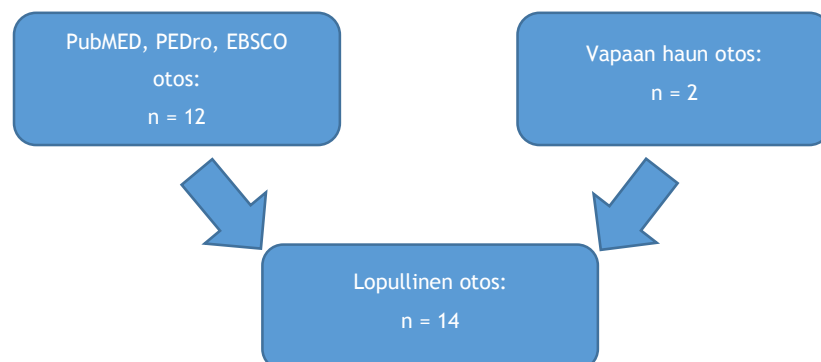 PubMED, PEDro, EBSCO
otos:
n = 12
Vapaan haun otos:
n = 2
Lopullinen otos:
n = 14